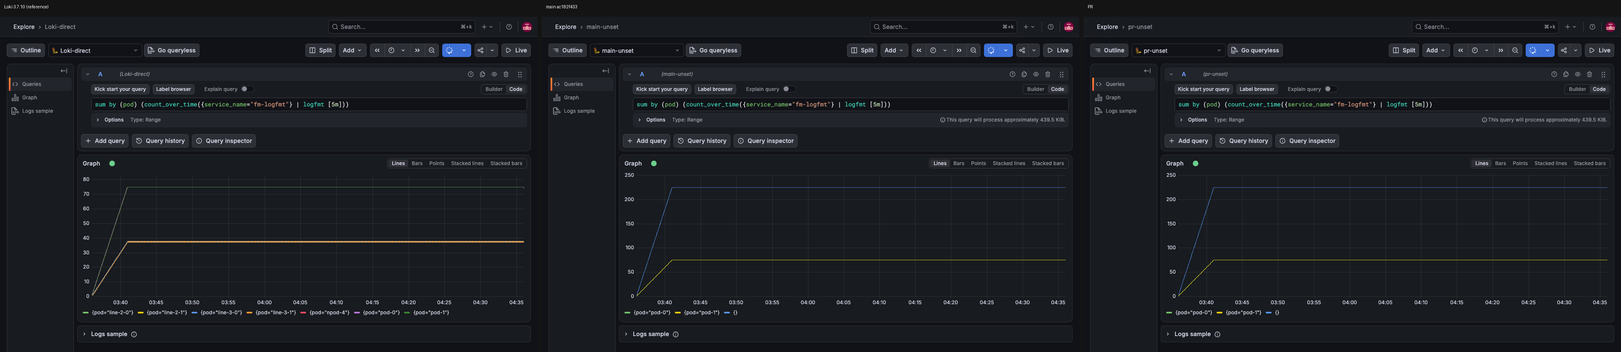 Loki 3.7.10 (reference)
Explore › Loki-direct
Search... ⌘+k
Outline
Loki-direct
Go queryless
Split
Add
Live
Queries
Graph
Logs sample
A (Loki-direct)
Kick start your query
Label browser
Explain query
Builder
Code
sum by (pod) (count_over_time({service_name="fm-logfmt"} | logfmt [5m]))
Options Type: Range
+ Add query
Query history
Query inspector
Graph
Lines Bars Points Stacked lines Stacked bars
80
70
60
50
40
30
20
10
0
03:40 03:45 03:50 03:55 04:00 04:05 04:10 04:15 04:20 04:25 04:30 04:35
{pod="line-2-0"} {pod="line-2-1"} {pod="line-3-0"} {pod="line-3-1"} {pod="npod-4"} {pod="pod-0"} {pod="pod-1"}
Logs sample
main ac182f433
Explore › main-unset
Search... ⌘+k
Outline
main-unset
Go queryless
Split
Add
Live
Queries
Graph
Logs sample
A (main-unset)
Kick start your query
Label browser
Explain query
Builder
Code
sum by (pod) (count_over_time({service_name="fm-logfmt"} | logfmt [5m]))
Options Type: Range
This query will process approximately 439.5 KiB.
+ Add query
Query history
Query inspector
Graph
Lines Bars Points Stacked lines Stacked bars
250
200
150
100
50
0
03:40 03:45 03:50 03:55 04:00 04:05 04:10 04:15 04:20 04:25 04:30 04:35
{pod="pod-0"} {pod="pod-1"} {}
Logs sample
PR
Explore › pr-unset
Search... ⌘+k
Outline
pr-unset
Go queryless
Split
Add
Live
Queries
Graph
Logs sample
A (pr-unset)
Kick start your query
Label browser
Explain query
Builder
Code
sum by (pod) (count_over_time({service_name="fm-logfmt"} | logfmt [5m]))
Options Type: Range
This query will process approximately 439.5 KiB.
+ Add query
Query history
Query inspector
Graph
Lines Bars Points Stacked lines Stacked bars
250
200
150
100
50
0
03:40 03:45 03:50 03:55 04:00 04:05 04:10 04:15 04:20 04:25 04:30 04:35
{pod="pod-0"} {pod="pod-1"} {}
Logs sample